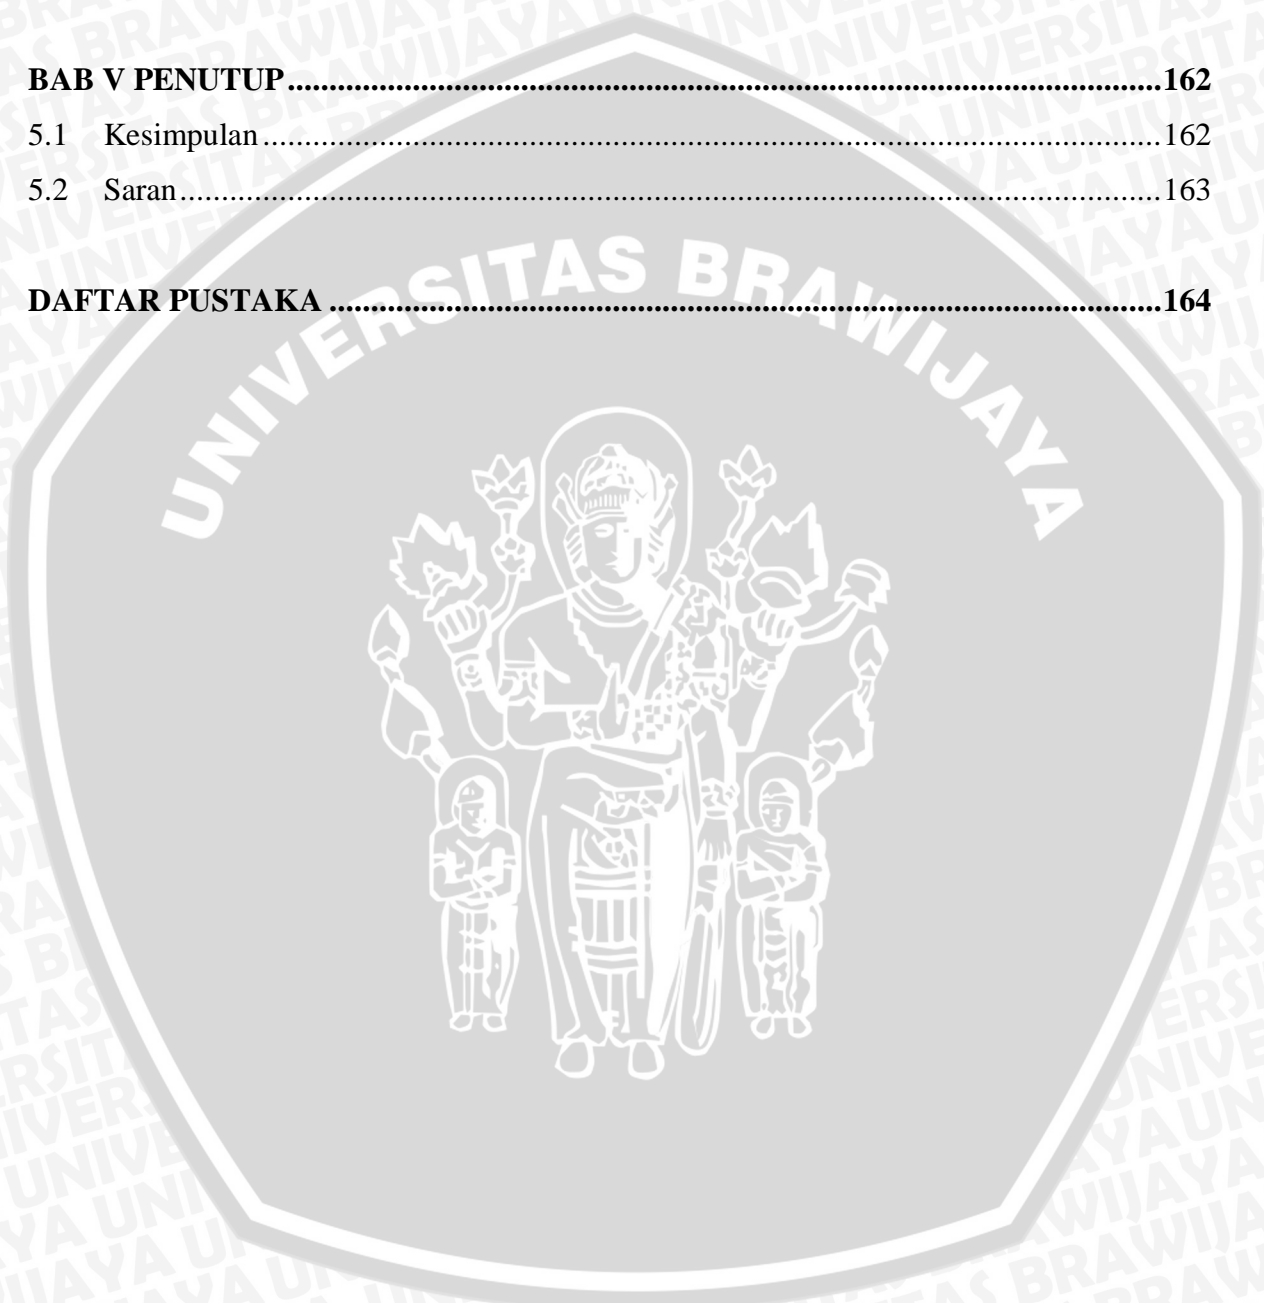 BAB V PENUTUP ........................................................................................................ 162
5.1 Kesimpulan ........................................................................................................ 162
5.2 Saran ........................................................................................................ 163
DAFTAR PUSTAKA ........................................................................................................ 164
UNIVERSITAS BRAWIJAYA